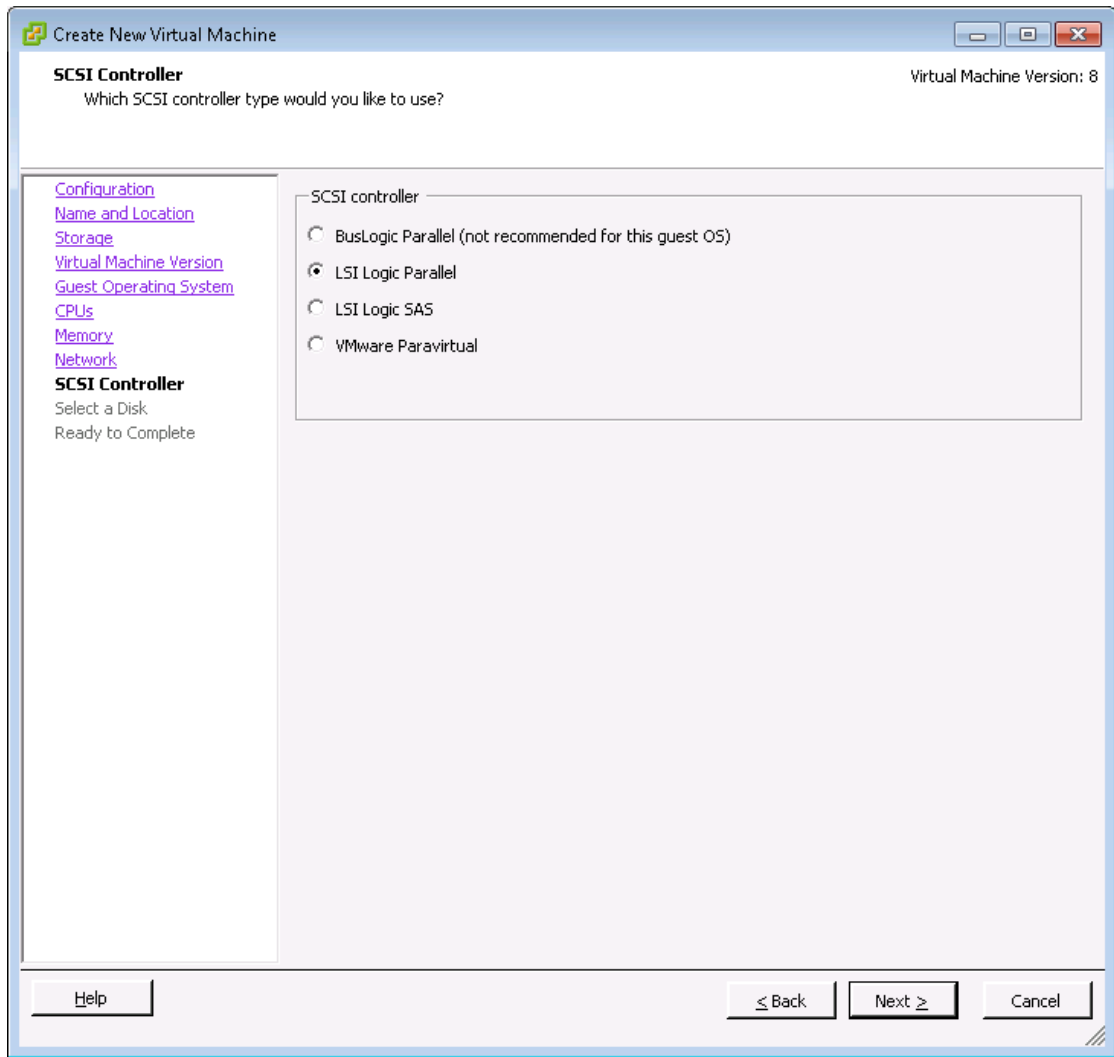 Create New Virtual Machine
SCSI Controller
Virtual Machine Version: 8
Which SCSI controller type would you like to use?
Configuration
Name and Location
Storage
Virtual Machine Version
Guest Operating System
CPUs
Memory
Network
SCSI Controller
Select a Disk
Ready to Complete
SCSI controller
BusLogic Parallel (not recommended for this guest OS)
LSI Logic Parallel
LSI Logic SAS
VMware Paravirtual
Help
< Back
Next >
Cancel